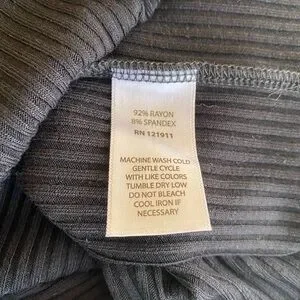 92% RAYON
8% SPANDEX
RN 121911
MACHINE WASH COLD
GENTLE CYCLE
WITH LIKE COLORS
TUMBLE DRY LOW
DO NOT BLEACH
COOL IRON IF
NECESSARY